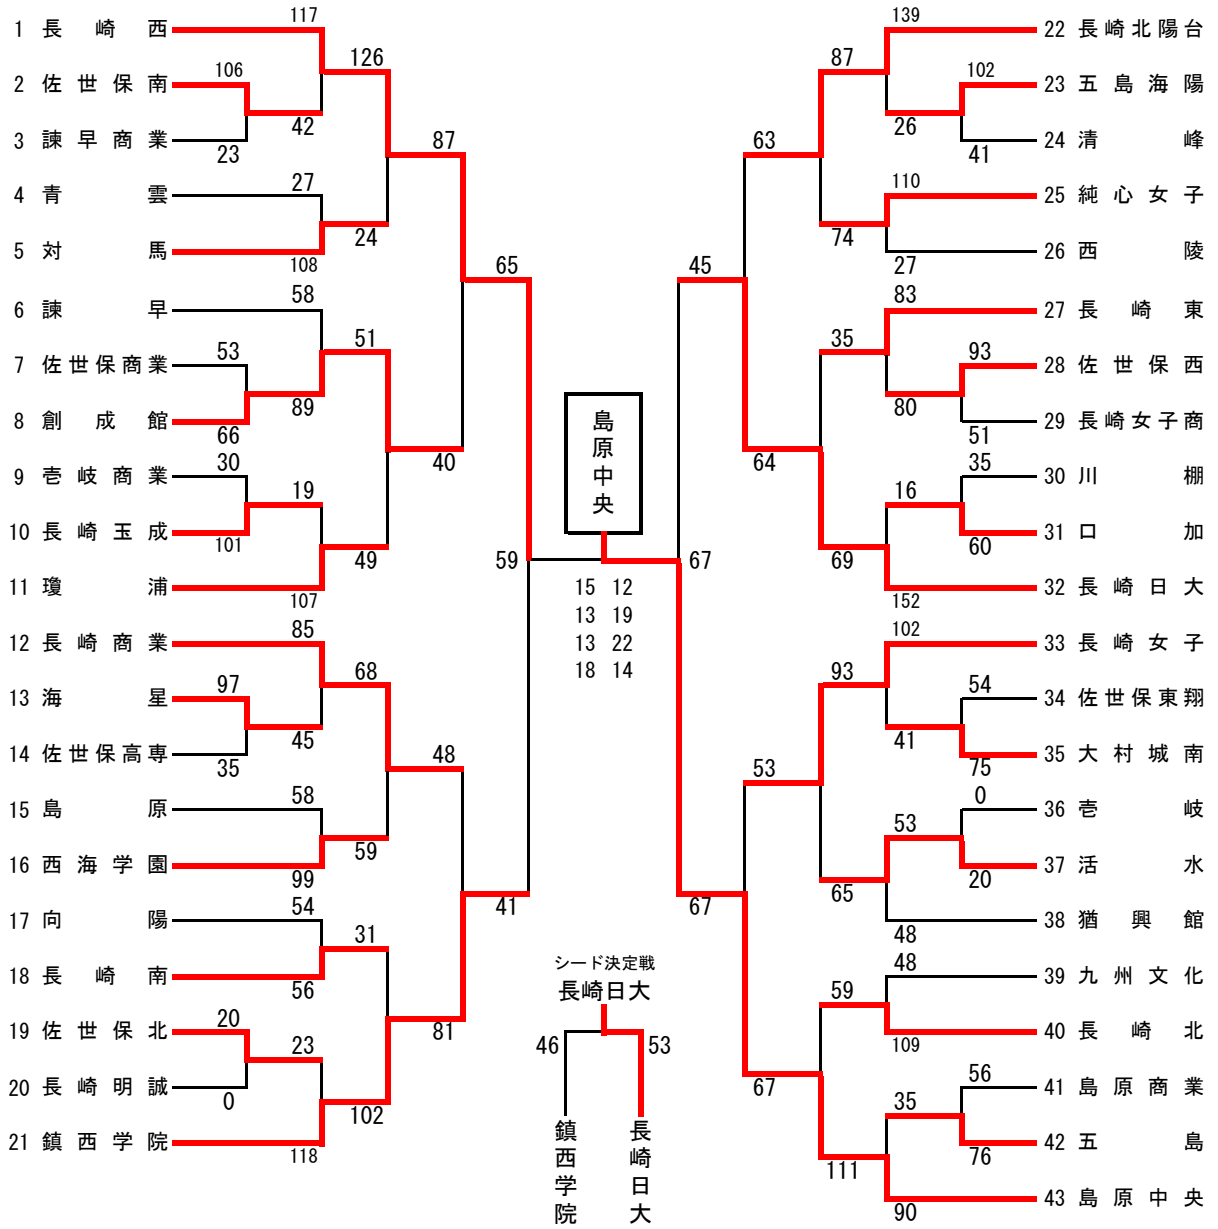 1 長崎西
117
2 佐世保南
106
3 諫早商業
23
42
126
4 青雲
27
5 対馬
108
24
87
6 諫早
58
7 佐世保商業
53
8 創成館
66
89
51
9 壱岐商業
30
10 長崎玉成
101
19
11 瓊浦
107
49
40
65
12 長崎商業
85
13 海星
97
14 佐世保高専
35
45
68
15 島原
58
16 西海学園
99
59
48
17 向陽
54
18 長崎南
56
31
19 佐世保北
20
20 長崎明誠
0
23
21 鎮西学院
118
102
81
41
59
島原中央
67
15 12
13 19
13 22
18 14
シード決定戦
長崎日大
46
53
鎮西学院
長崎日大
22 長崎北陽台
139
23 五島海陽
102
24 清峰
41
26
87
25 純心女子
110
26 西陵
27
74
63
27 長崎東
83
28 佐世保西
93
29 長崎女子商
51
80
35
30 川棚
35
31 口加
60
16
32 長崎日大
152
69
64
45
33 長崎女子
102
34 佐世保東翔
54
35 大村城南
75
41
93
36 壱岐
0
37 活水
20
53
38 猶興館
48
65
53
39 九州文化
48
40 長崎北
109
59
41 島原商業
56
42 五島
76
35
43 島原中央
90
111
67
67